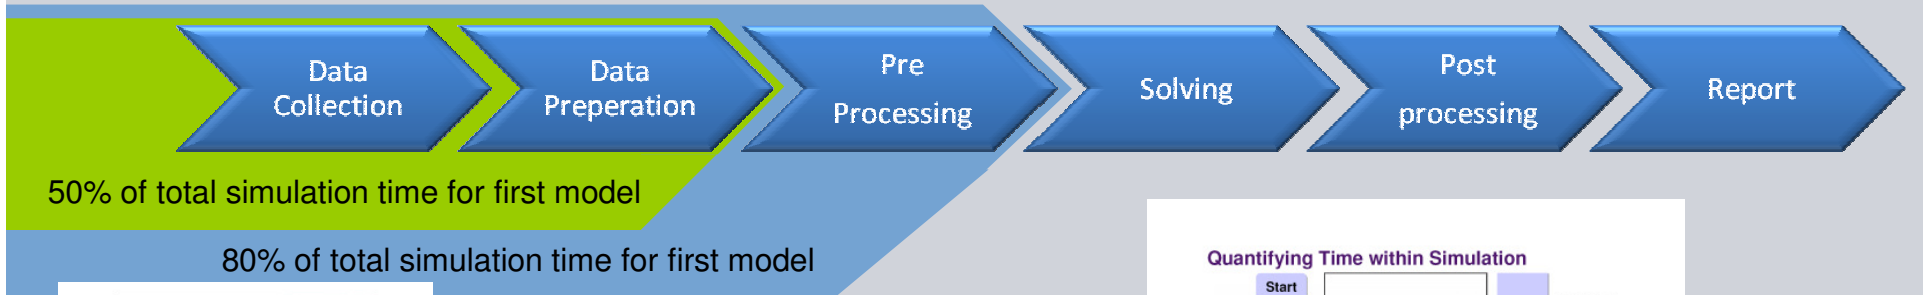 Data
Collection
Data
Preperation
Pre
Processing
Solving
Post
processing
Report
50% of total simulation time for first model
80% of total simulation time for first model
Quantifying Time within Simulation
Start